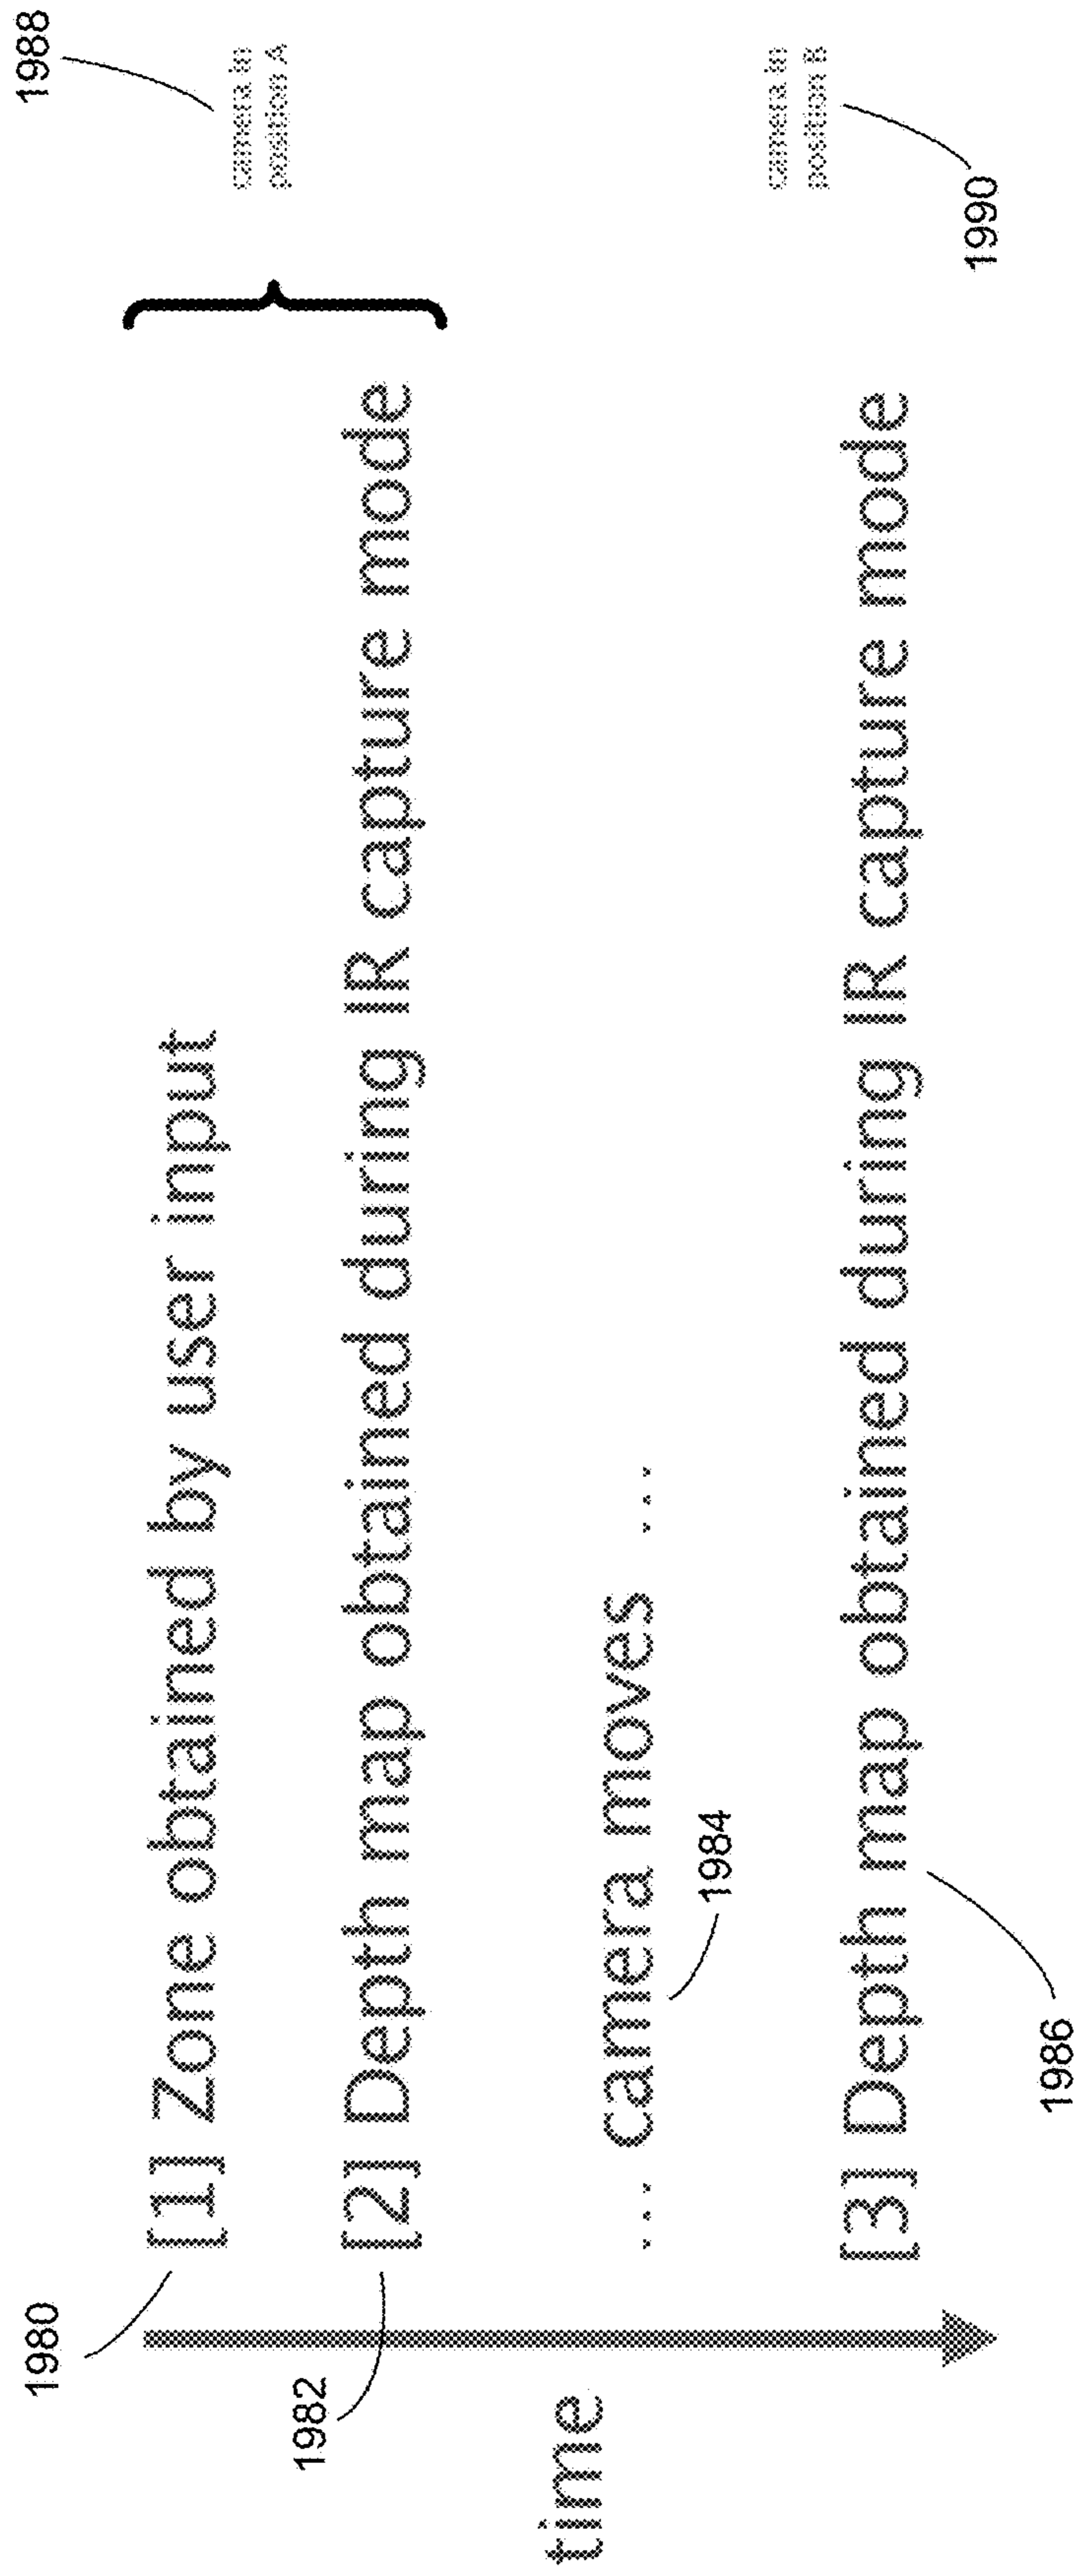 1988
1980
[1] Zone obtained by user input
camera in
position A
1982
[2] Depth map obtained during IR capture mode
time
... camera moves ...
1984
camera in
position B
[3] Depth map obtained during IR capture mode
1990
1986